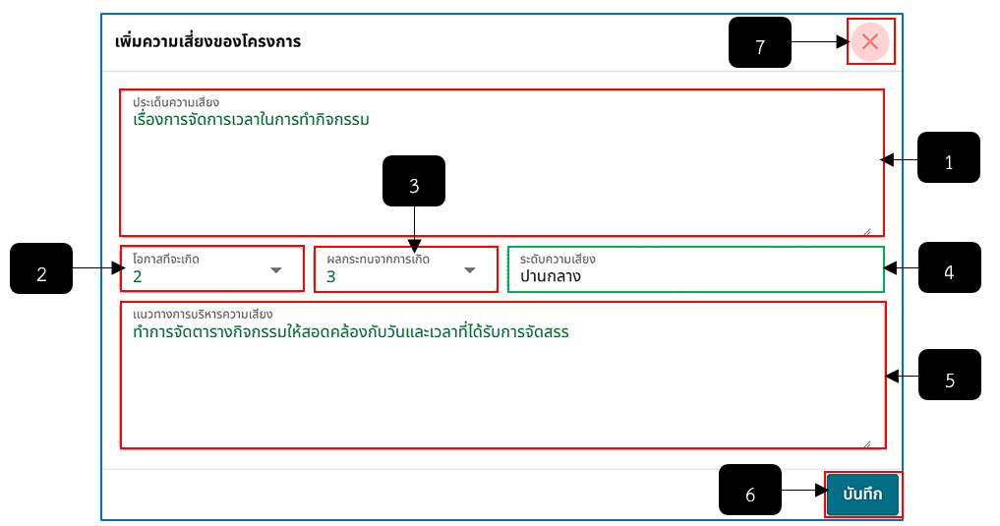 เพิ่มความเสี่ยงของโครงการ
7
ประเด็นความเสี่ยง
เรื่องการจัดการเวลาในการทำกิจกรรม
1
3
2
โอกาสที่จะเกิด
2
ผลกระทบจากการเกิด
3
ระดับความเสี่ยง
ปานกลาง
4
แนวทางการบริหารความเสี่ยง
ทำการจัดตารางกิจกรรมให้สอดคล้องกับวันและเวลาที่ได้รับการจัดสรร
5
6
บันทึก